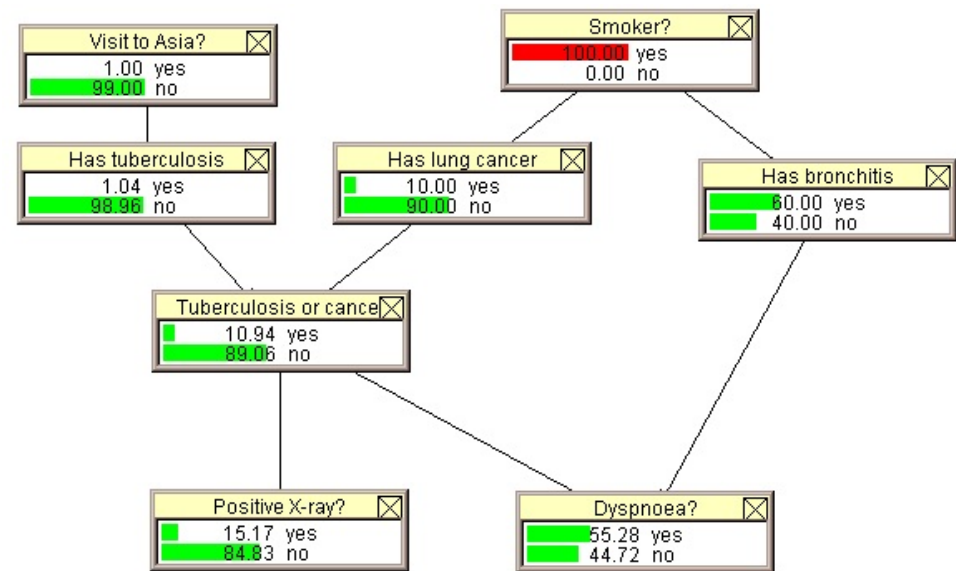 Visit to Asia?
1.00 yes
99.00 no
Smoker?
100.00 yes
0.00 no
Has tuberculosis
1.04 yes
98.96 no
Has lung cancer
10.00 yes
90.00 no
Has bronchitis
60.00 yes
40.00 no
Tuberculosis or cance
10.94 yes
89.06 no
Positive X-ray?
15.17 yes
84.83 no
Dyspnoea?
55.28 yes
44.72 no